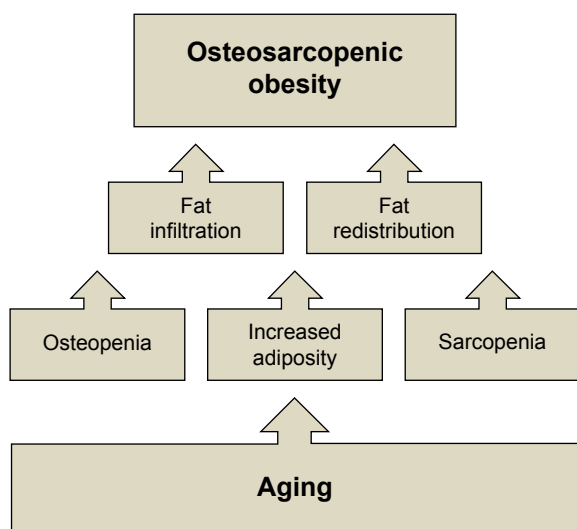 Osteosarcopenic
obesity
Fat
infiltration
Fat
redistribution
Osteopenia
Increased
adiposity
Sarcopenia
Aging